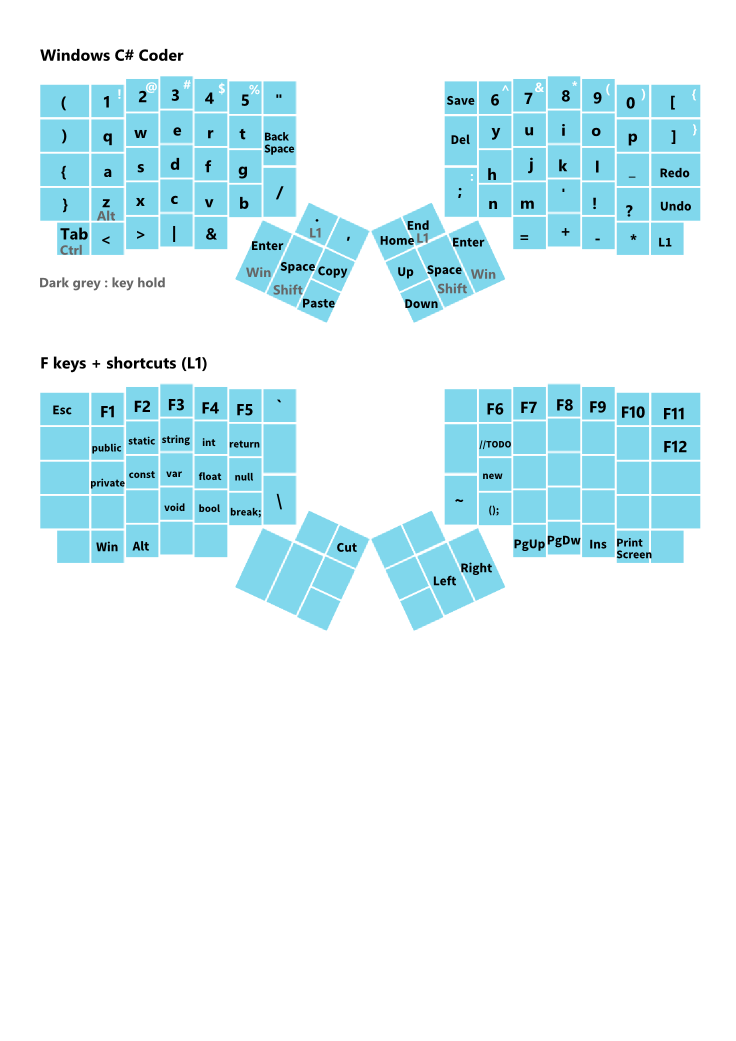 Windows C# Coder
( 1 ! 2 @ 3 # 4 $ 5 % " Save 6 ^ 7 & 8 * 9 ( 0 ) [ {
) q w e r t Back Space Del y u i o p ] }
{ a s d f g / ; : h j k l _ Redo
} z Alt x c v b n m ' ! ? Undo
Tab Ctrl < > | & = + - * L1
. L1 , End L1 Home
Enter Win Space Shift Copy Up Space Shift Enter Win
Paste Down
Dark grey : key hold
F keys + shortcuts (L1)
Esc F1 F2 F3 F4 F5 ` F6 F7 F8 F9 F10 F11
public static string int return //TODO F12
private const var float null \ ~ new
void bool break; ();
Win Alt PgUp PgDw Ins Print Screen
Cut Left Right